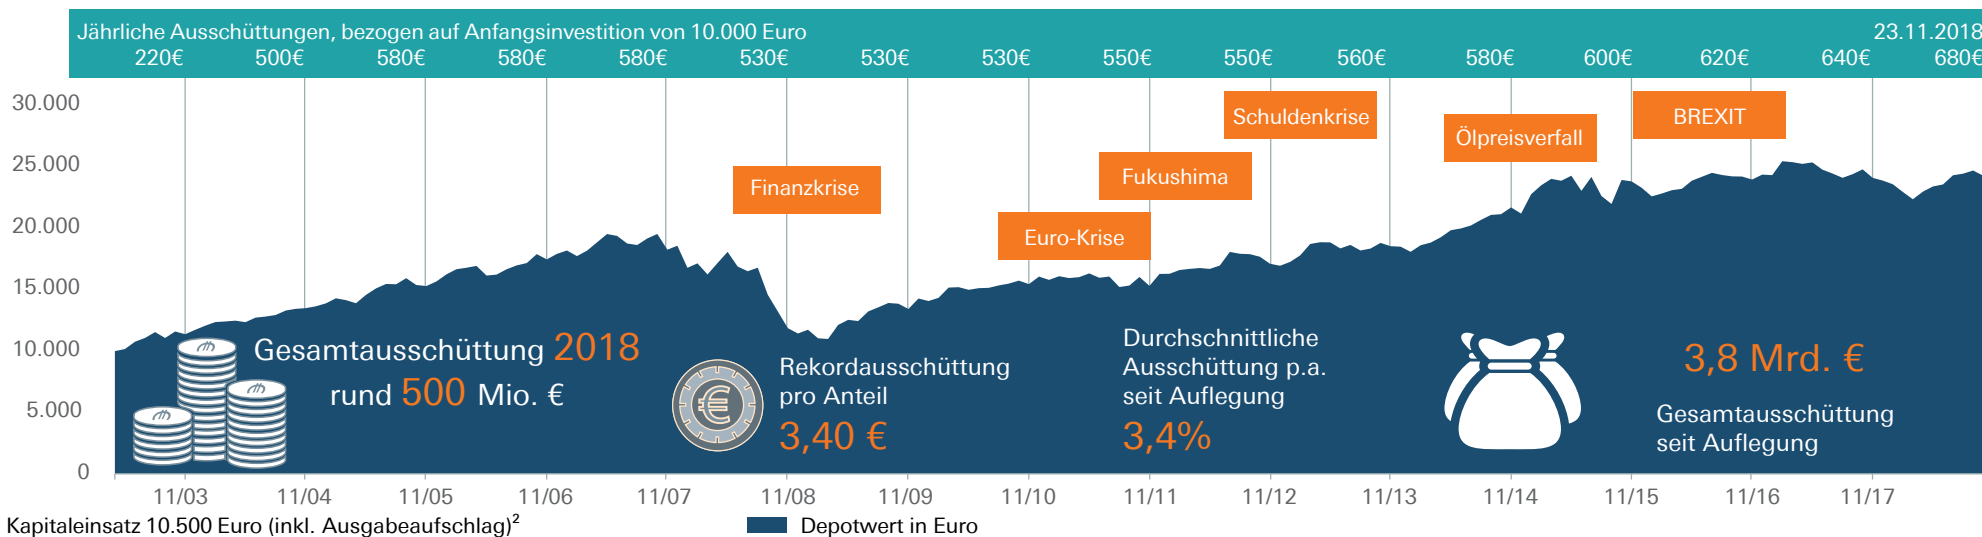 Jährliche Ausschüttungen, bezogen auf Anfangsinvestition von 10.000 Euro
23.11.2018
220€ 500€ 580€ 580€ 580€ 530€ 530€ 530€ 550€ 550€ 560€ 580€ 600€ 620€ 640€ 680€
30.000
25.000
20.000
15.000
10.000
5.000
0
Finanzkrise
Euro-Krise
Fukushima
Schuldenkrise
Ölpreisverfall
BREXIT
Gesamtausschüttung 2018
rund 500 Mio. €
€
Rekordausschüttung
pro Anteil
3,40 €
Durchschnittliche
Ausschüttung p.a.
seit Auflegung
3,4%
3,8 Mrd. €
Gesamtausschüttung
seit Auflegung
11/03 11/04 11/05 11/06 11/07 11/08 11/09 11/10 11/11 11/12 11/13 11/14 11/15 11/16 11/17
Kapitaleinsatz 10.500 Euro (inkl. Ausgabeaufschlag)²
Depotwert in Euro